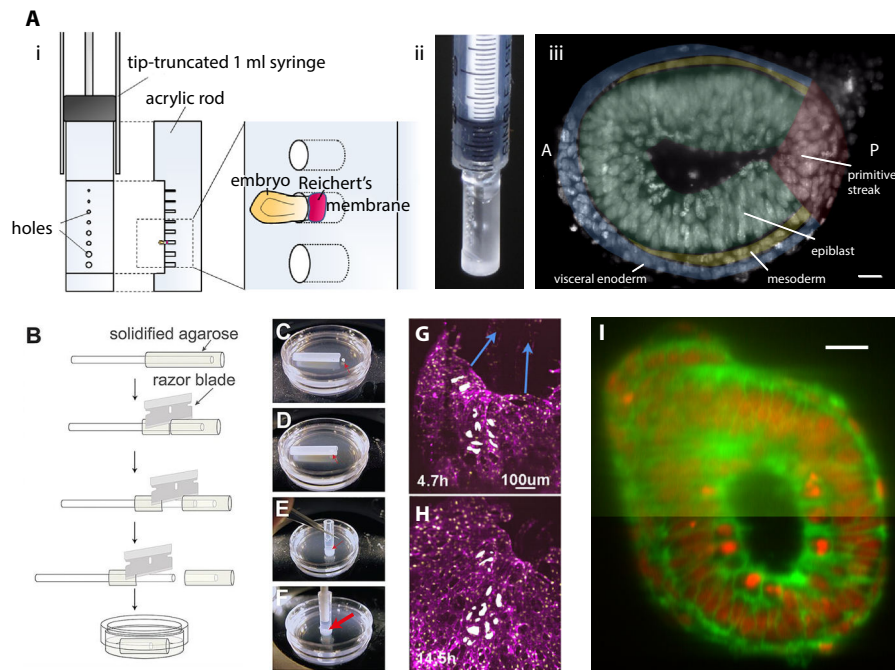 A
i
tip-truncated 1 ml syringe
acrylic rod
holes
embryo
Reichert's
membrane
ii
iii
A
P
primitive
streak
epiblast
mesoderm
visceral enoderm
B
solidified agarose
razor blade
C
D
E
F
G
4.7h
100um
H
14.5h
I